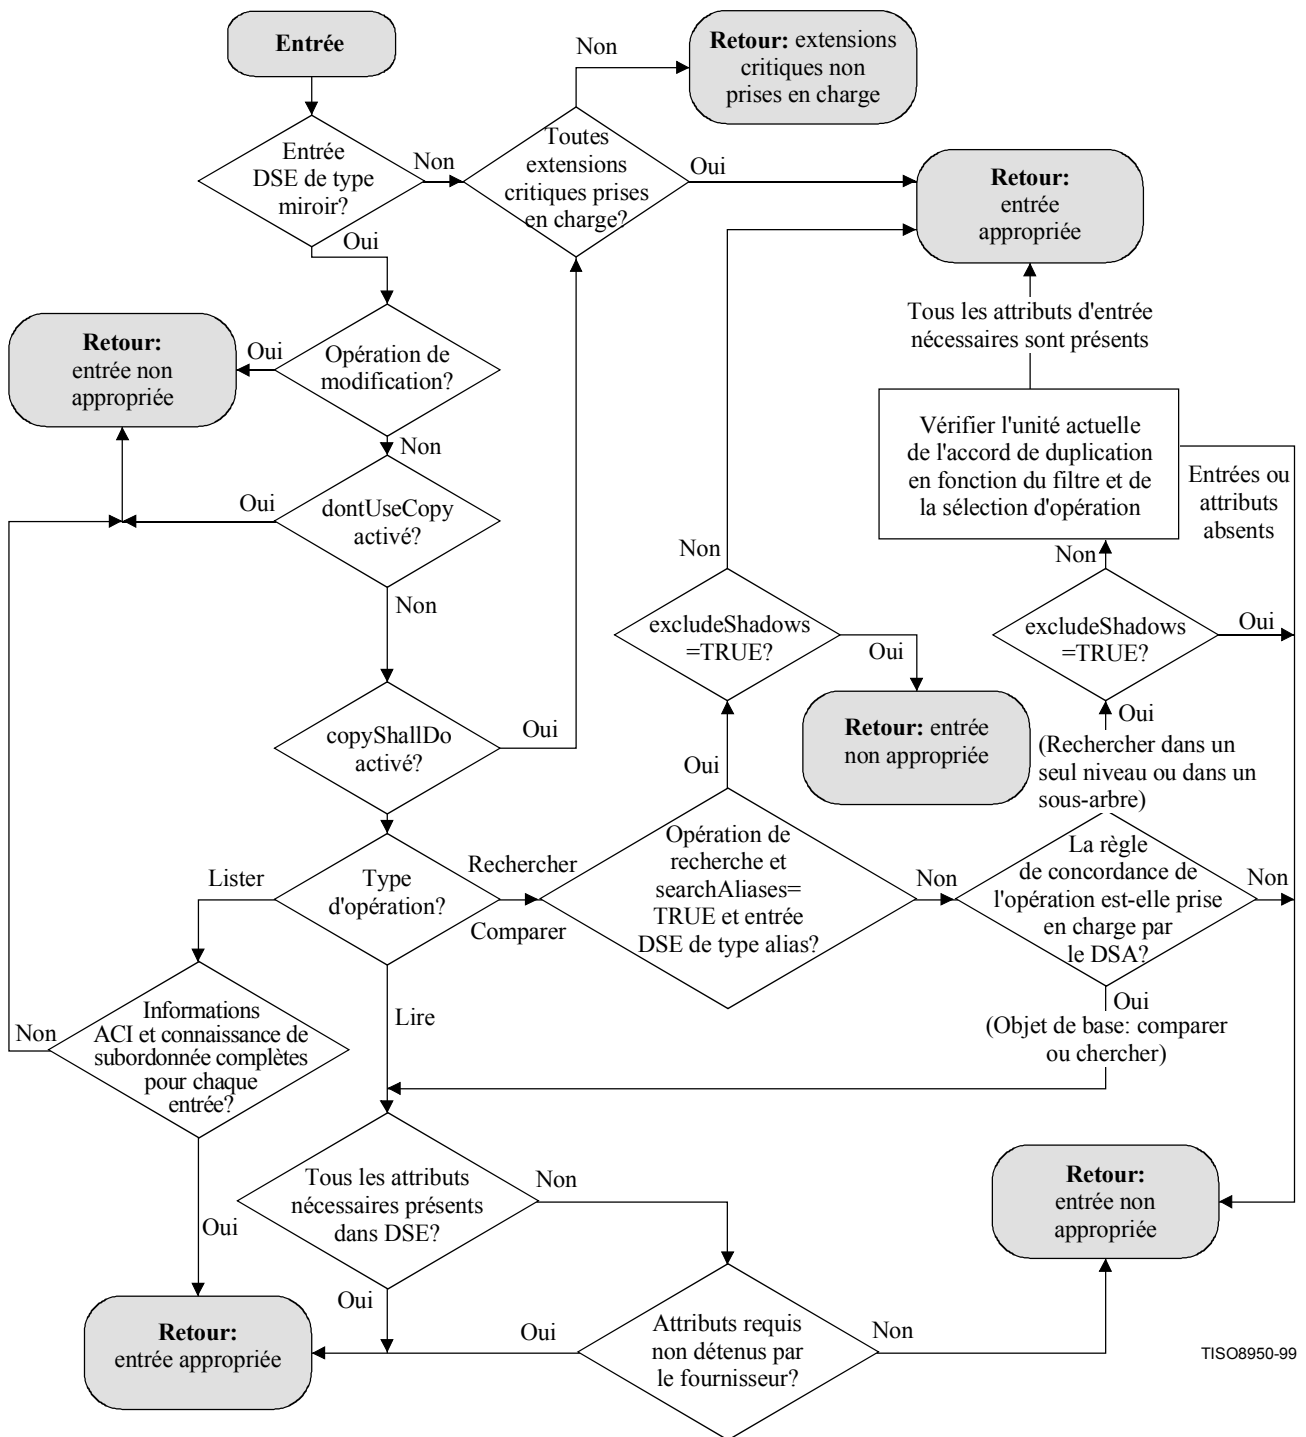 Entrée
Non
Retour: extensions
critiques non
prises en charge
Entrée
DSE de type
miroir?
Non
Toutes
extensions
critiques prises
en charge?
Oui
Retour:
entrée
appropriée
Oui
Tous les attributs d'entrée
nécessaires sont présents
Retour:
entrée non
appropriée
Oui
Opération de
modification?
Non
Vérifier l'unité actuelle
de l'accord de duplication
en fonction du filtre et de
la sélection d'opération
Entrées ou
attributs
absents
Oui
dontUseCopy
activé?
Non
Non
Non
excludeShadows
=TRUE?
Oui
excludeShadows
=TRUE?
Oui
Retour: entrée
non appropriée
Oui
(Rechercher dans un
seul niveau ou dans un
sous-arbre)
copyShallDo
activé?
Oui
Oui
Lister
Type
d'opération?
Rechercher
Comparer
Opération de
recherche et
searchAliases=
TRUE et entrée
DSE de type alias?
Non
La règle
de concordance de
l'opération est-elle prise
en charge par
le DSA?
Non
Non
Informations
ACI et connaissance de
subordonnée complètes
pour chaque
entrée?
Lire
Oui
(Objet de base: comparer
ou chercher)
Oui
Tous les attributs
nécessaires présents
dans DSE?
Non
Retour:
entrée non
appropriée
Oui
Retour:
entrée appropriée
Oui
Attributs requis
non détenus par
le fournisseur?
Non
TISO8950-99